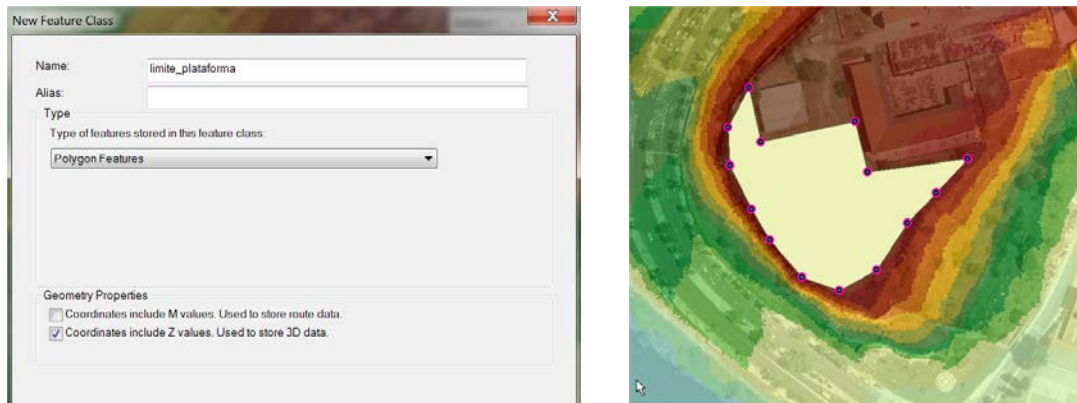 New Feature Class
Name:
limite_plataforma
Alias:
Type
Type of features stored in this feature class:
Polygon Features
Geometry Properties
Coordinates include M values. Used to store route data.
Coordinates include Z values. Used to store 3D data.